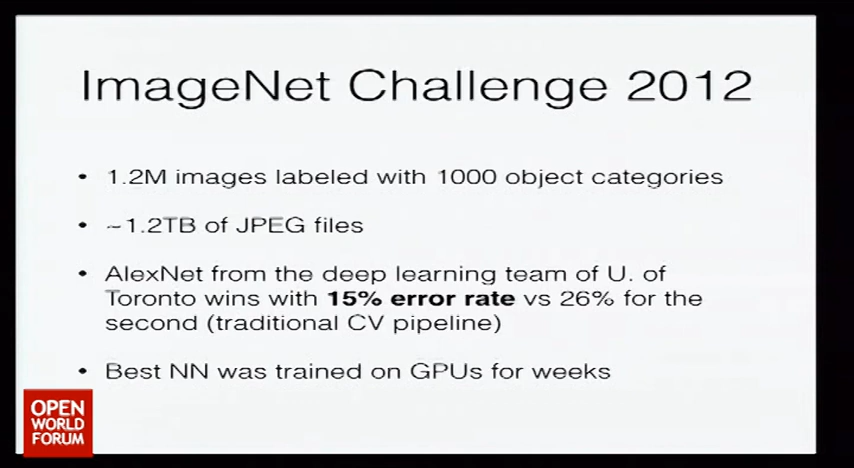 ImageNet Challenge 2012
• 1.2M images labeled with 1000 object categories
• ~1.2TB of JPEG files
• AlexNet from the deep learning team of U. of
Toronto wins with 15% error rate vs 26% for the
second (traditional CV pipeline)
• Best NN was trained on GPUs for weeks
OPEN
WORLD
FORUM